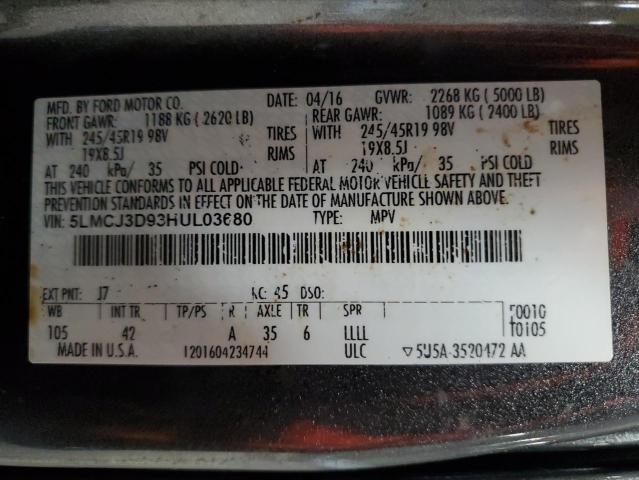 MFD. BY FORD MOTOR CO. DATE: 04/16 GVWR: 2268 KG ( 5000 LB)
FRONT GAWR: 1188 KG ( 2620 LB) REAR GAWR: 1089 KG ( 2400 LB)
WITH 245/45R19 98V TIRES WITH 245/45R19 98V TIRES
19X8.5J RIMS 19X8.5J RIMS
AT 240 kPa/ 35 PSI COLD AT 240 kPa/ 35 PSI COLD
THIS VEHICLE CONFORMS TO ALL APPLICABLE FEDERAL MOTOR VEHICLE SAFETY AND THEFT
PREVENTION STANDARDS IN EFFECT ON THE DATE OF MANUFACTURE SHOWN ABOVE.
VIN: 5LMCJ3D93HUL03680 TYPE: MPV
EXT PNT: J7 RC: 45 DSO:
WB INT TR TP/PS R AXLE TR SPR
105 42 A 35 6 LLLL
F0010
T0105
MADE IN U.S.A. 1201604234744 ULC ▽5U5A-3520472 AA